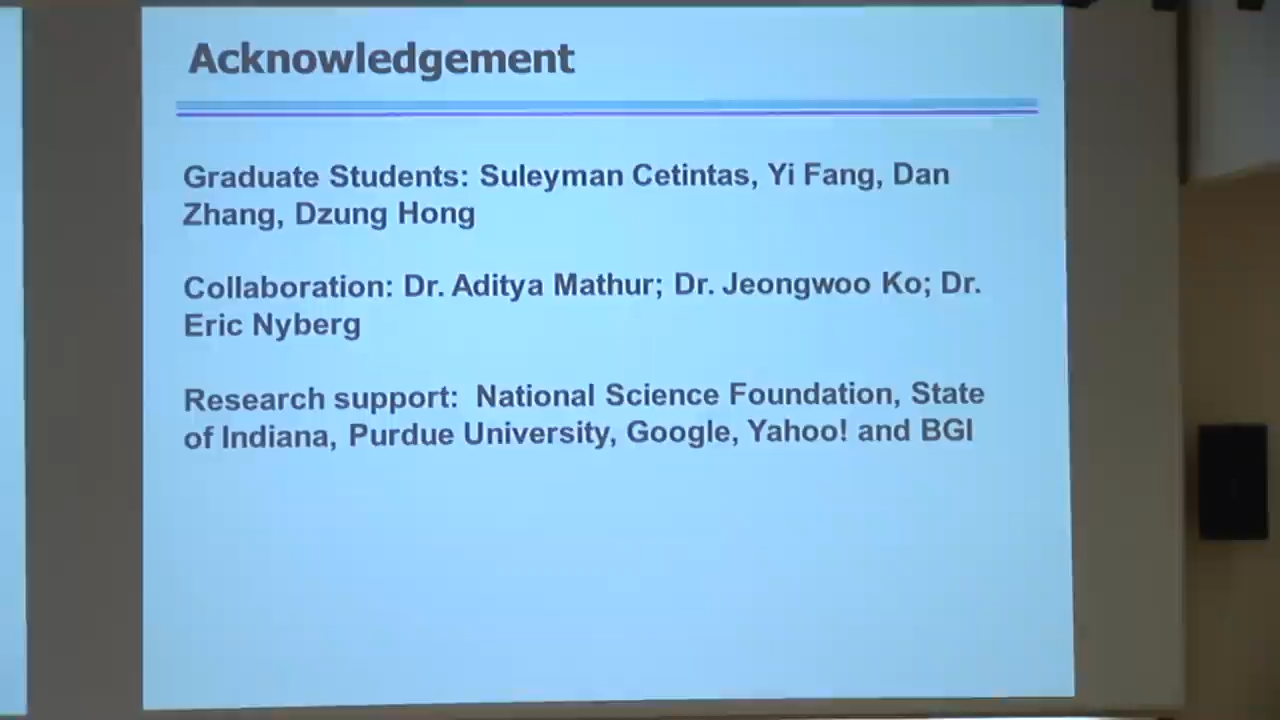 Acknowledgement
Graduate Students: Suleyman Cetintas, Yi Fang, Dan
Zhang, Dzung Hong
Collaboration: Dr. Aditya Mathur; Dr. Jeongwoo Ko; Dr.
Eric Nyberg
Research support: National Science Foundation, State
of Indiana, Purdue University, Google, Yahoo! and BGI